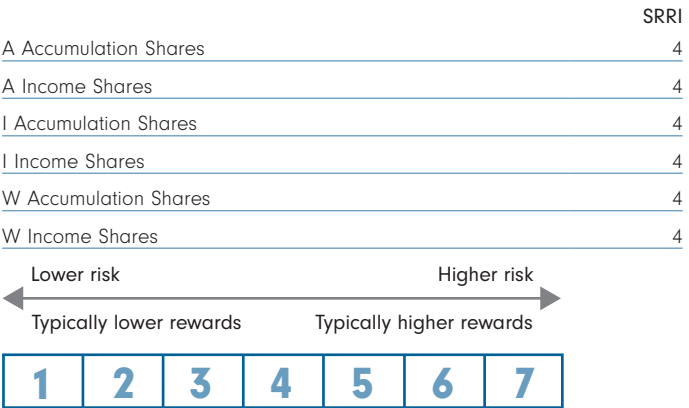 SRRI
A Accumulation Shares 4
A Income Shares 4
I Accumulation Shares 4
I Income Shares 4
W Accumulation Shares 4
W Income Shares 4
Lower risk Higher risk
Typically lower rewards Typically higher rewards
1 2 3 4 5 6 7